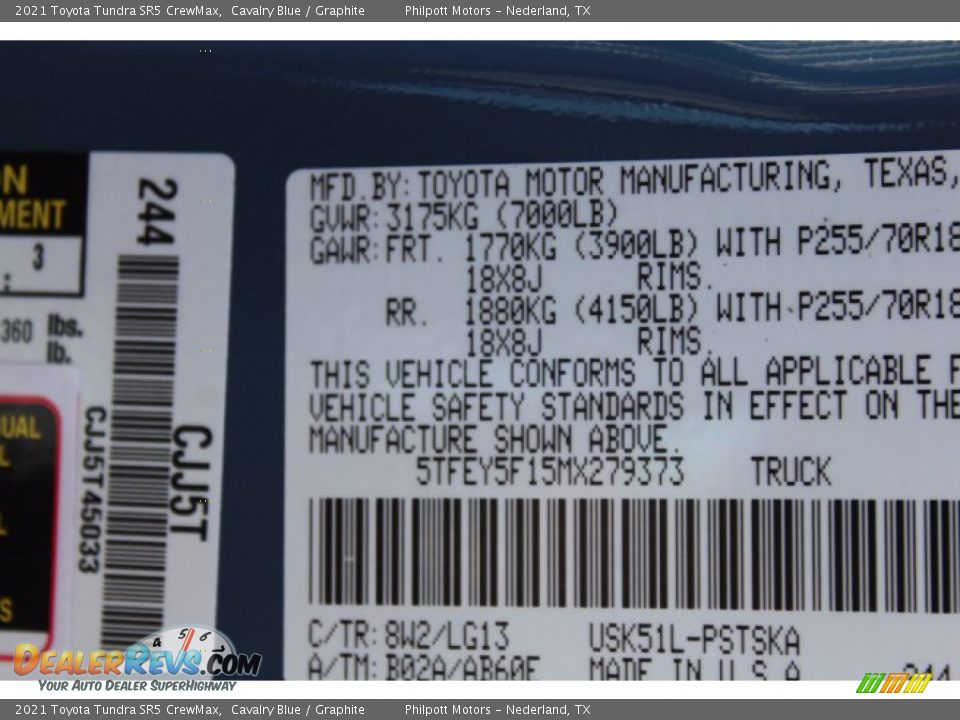 2021 Toyota Tundra SR5 CrewMax, Cavalry Blue / Graphite Philpott Motors - Nederland, TX
MENT
3
360 lbs.
lb.
244
CJJ5T
CJJ5T45033
MFD.BY:TOYOTA MOTOR MANUFACTURING, TEXAS,
GVWR:3175KG (7000LB)
GAWR:FRT. 1770KG (3900LB) WITH P255/70R18
18X8J RIMS.
RR. 1880KG (4150LB) WITH P255/70R18
18X8J RIMS.
THIS VEHICLE CONFORMS TO ALL APPLICABLE F
VEHICLE SAFETY STANDARDS IN EFFECT ON THE
MANUFACTURE SHOWN ABOVE.
5TFEY5F15MX279373 TRUCK
C/TR:8W2/LG13 USK51L-PSTSKA
A/TM:B02A/AB60F MADE IN U.S.A
DEALERREVS.COM
YOUR AUTO DEALER SUPERHIGHWAY
2021 Toyota Tundra SR5 CrewMax, Cavalry Blue / Graphite Philpott Motors - Nederland, TX